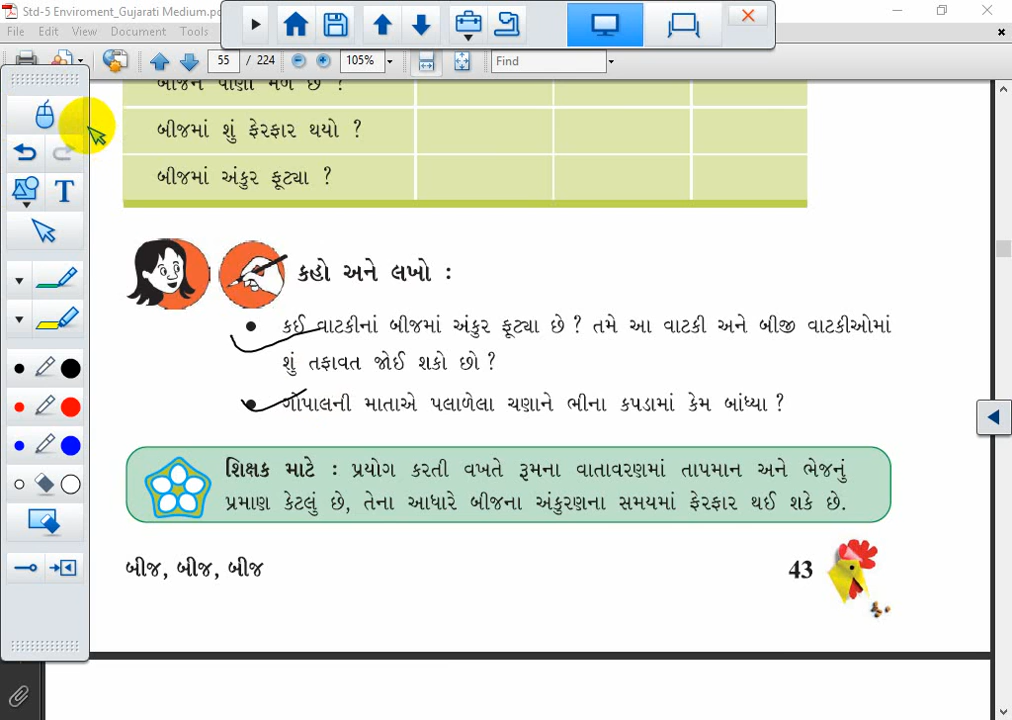 Std-5 Enviroment_Gujarati Medium.pd
File Edit View Document Tools
55 / 224 105% Find
બીજને પાણી મળે છે ?
બીજમાં શું ફેરફાર થયો ?
બીજમાં અંકુર ફૂટ્યા ?
કહો અને લખો :
• કઈ વાટકીનાં બીજમાં અંકુર ફૂટ્યા છે ? તમે આ વાટકી અને બીજી વાટકીઓમાં
શું તફાવત જોઈ શકો છો ?
• ગોપાલની માતાએ પલાળેલા ચણાને ભીના કપડામાં કેમ બાંધ્યા ?
શિક્ષક માટે : પ્રયોગ કરતી વખતે રૂમના વાતાવરણમાં તાપમાન અને ભેજનું
પ્રમાણ કેટલું છે, તેના આધારે બીજના અંકુરણના સમયમાં ફેરફાર થઈ શકે છે.
બીજ, બીજ, બીજ
43
T